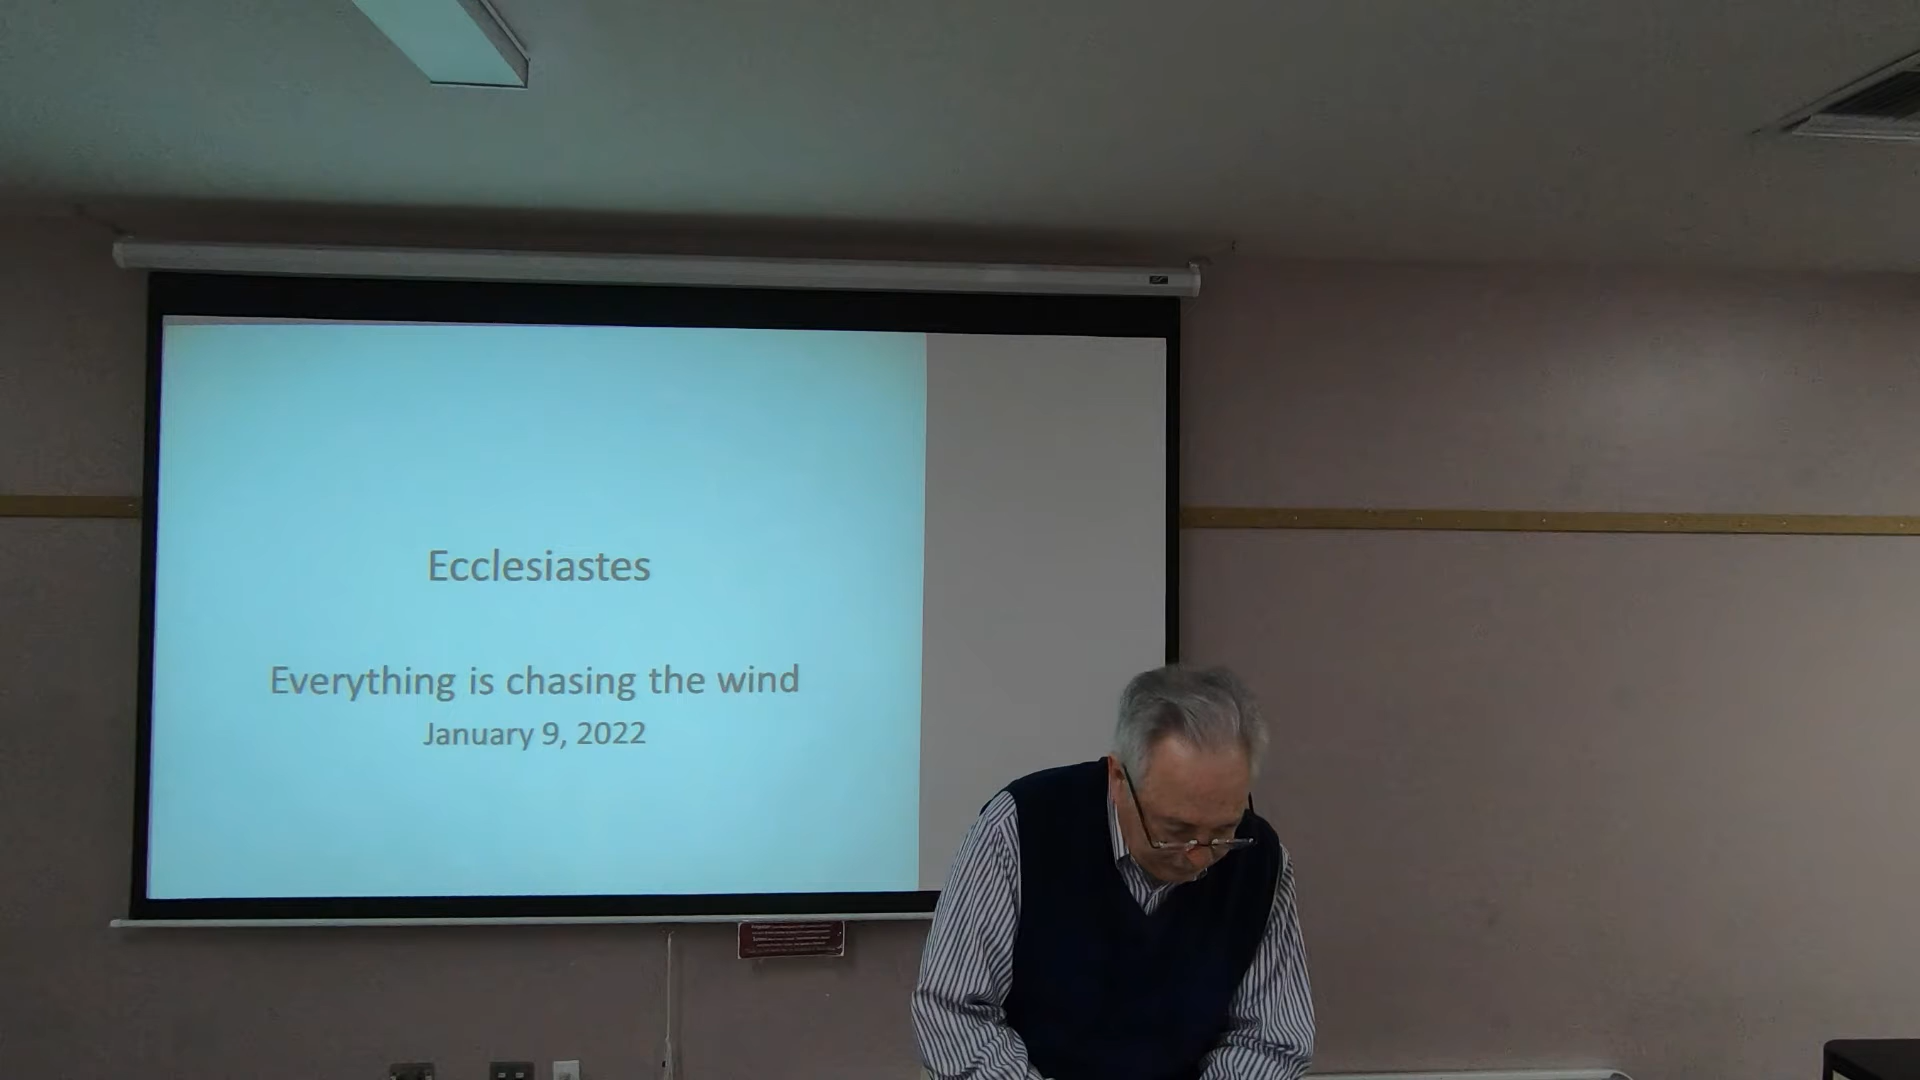 Ecclesiastes
Everything is chasing the wind
January 9, 2022